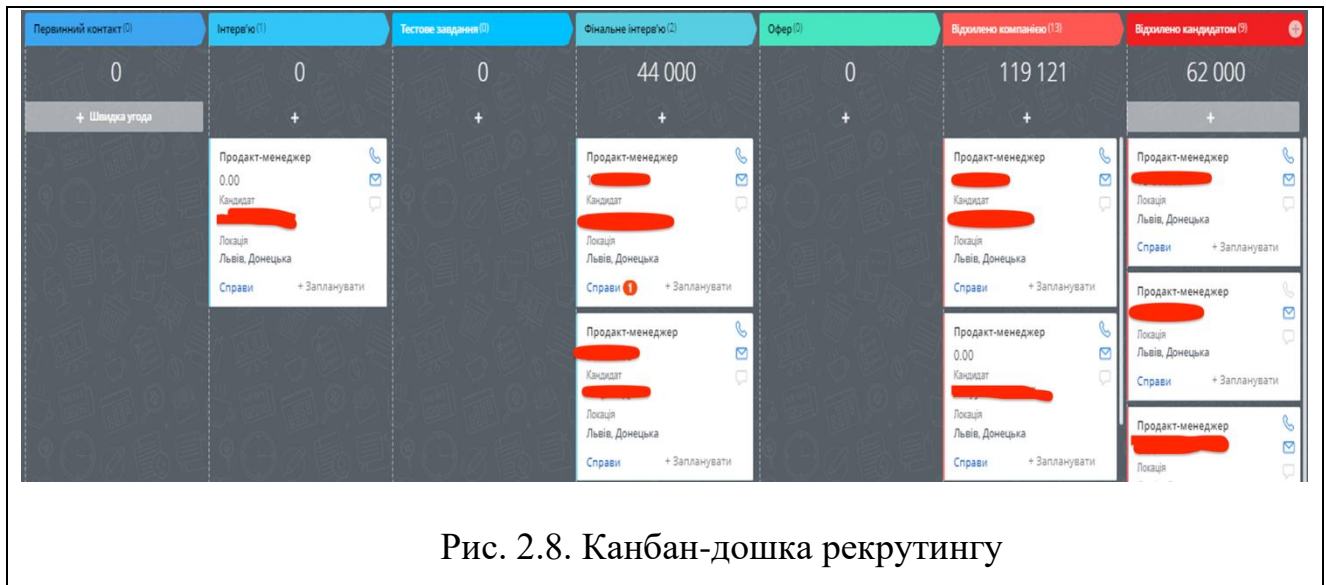 Первинний контакт (0)
Інтерв'ю (1)
Тестове завдання (0)
Фінальне інтерв'ю (2)
Офер (0)
Відхилено компанією (13)
Відхилено кандидатом (9)
0
0
0
44 000
0
119 121
62 000
+ Швидка угода
+
+
+
+
+
+
Продакт-менеджер
0.00
Кандидат
Локація
Львів, Донецька
Справи + Запланувати
Продакт-менеджер
1
Кандидат
Локація
Львів, Донецька
Справи 1 + Запланувати
Продакт-менеджер
Кандидат
Локація
Львів, Донецька
Справи + Запланувати
Продакт-менеджер
Кандидат
Локація
Львів, Донецька
Справи + Запланувати
Продакт-менеджер
0.00
Кандидат
Локація
Львів, Донецька
Справи + Запланувати
Продакт-менеджер
Локація
Львів, Донецька
Справи + Запланувати
Продакт-менеджер
Локація
Львів, Донецька
Справи + Запланувати
Продакт-менеджер
Локація
Рис. 2.8. Канбан-дошка рекрутингу